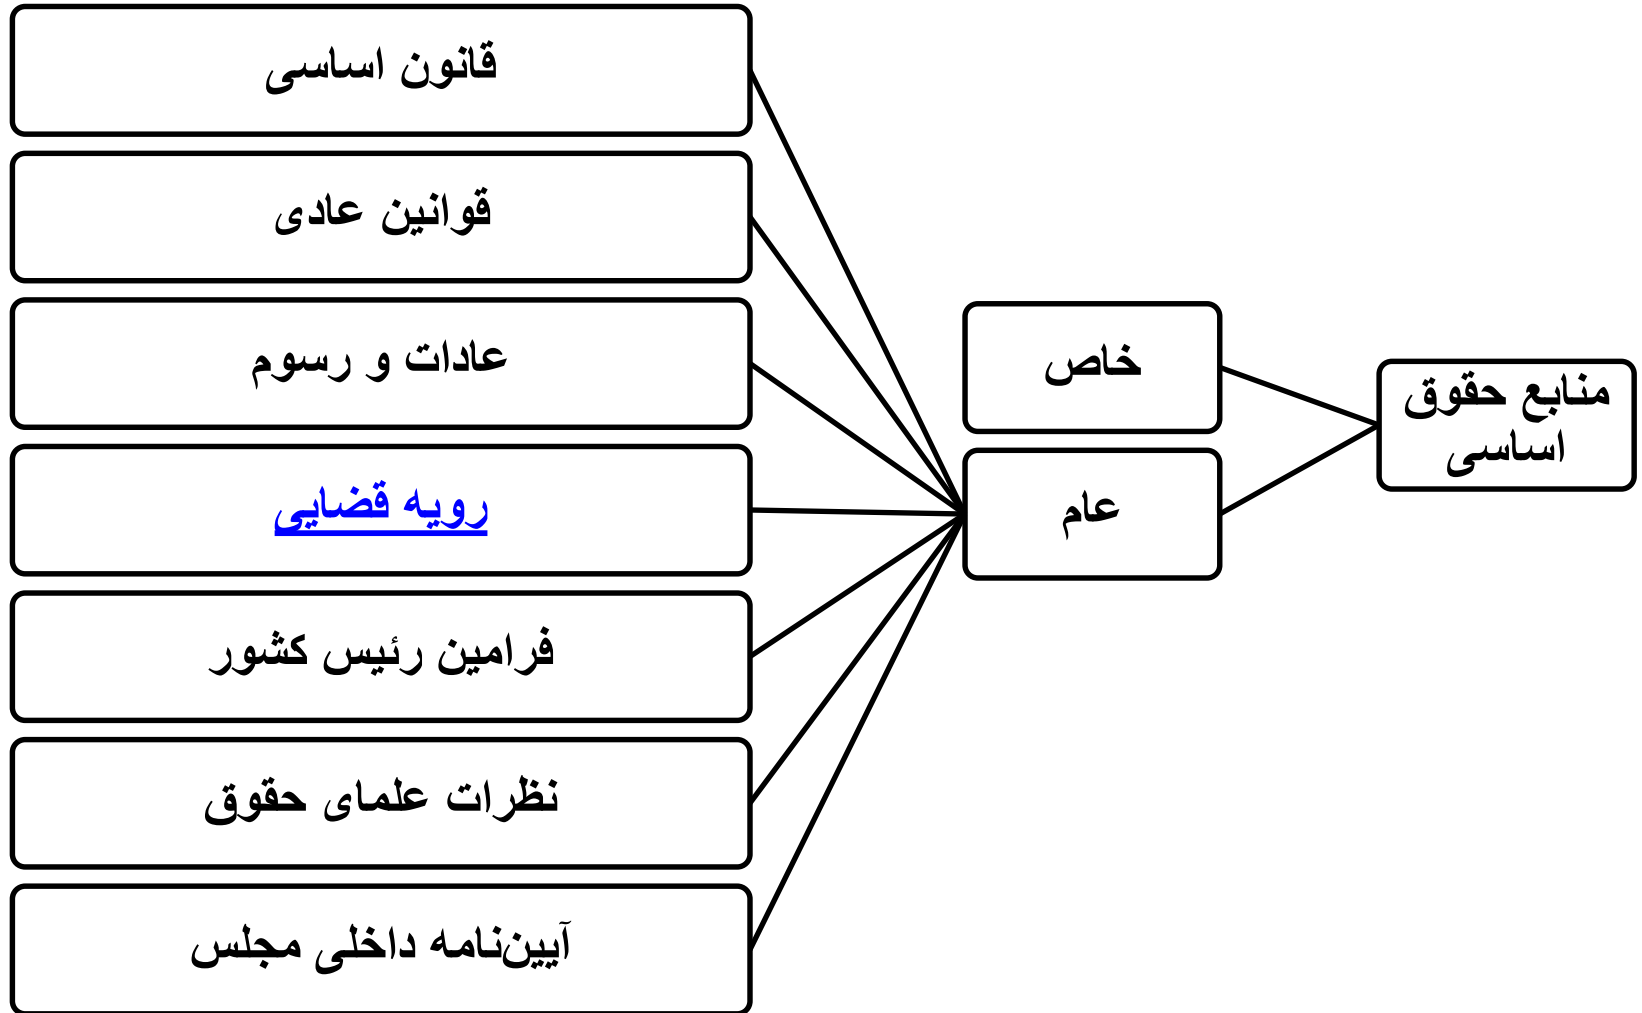 منابع حقوق
اساسی
خاص
عام
قانون اساسی
قوانین عادی
عادات و رسوم
رویه قضایی
فرامین رئیس کشور
نظرات علمای حقوق
آیین‌نامه داخلی مجلس